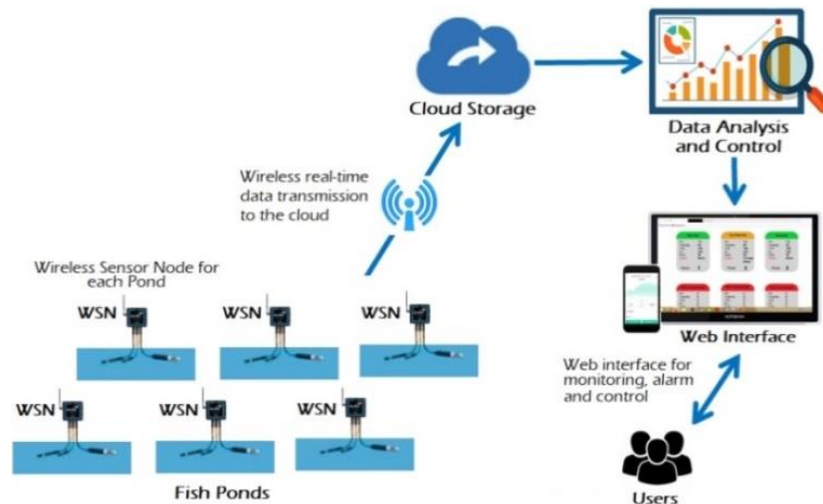 Cloud Storage
Data Analysis
and Control
Wireless real-time
data transmission
to the cloud
Wireless Sensor Node for
each Pond
WSN
WSN
WSN
Web Interface
Web interface for
monitoring, alarm
and control
WSN
WSN
WSN
Fish Ponds
Users